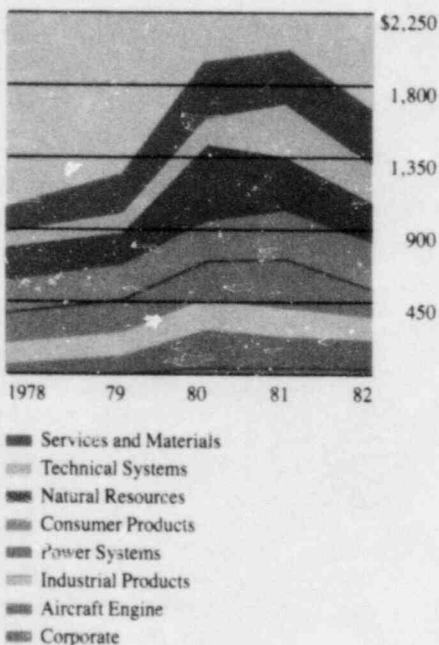 $2,250
1,800
1,350
900
450
1978 79 80 81 82
Services and Materials
Technical Systems
Natural Resources
Consumer Products
Power Systems
Industrial Products
Aircraft Engine
Corporate